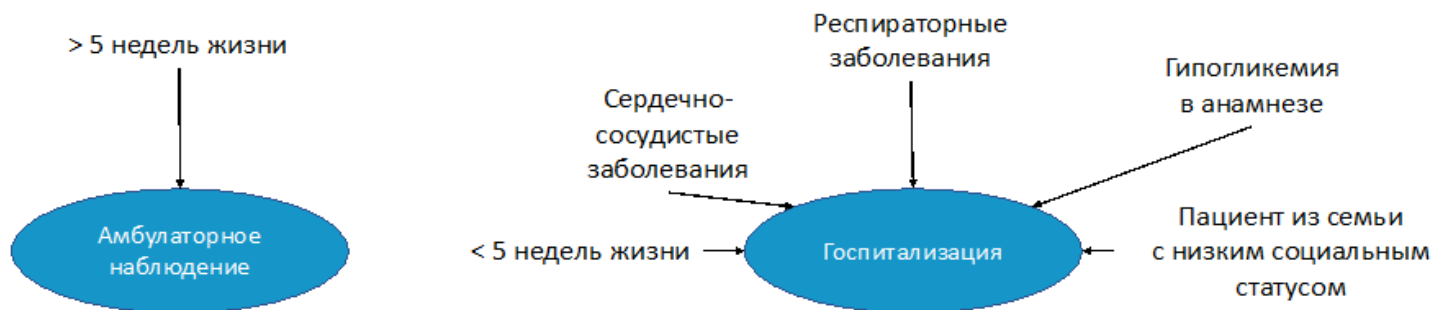 > 5 недель жизни
Амбулаторное
наблюдение
Респираторные
заболевания
Гипогликемия
в анамнезе
Сердечно-
сосудистые
заболевания
< 5 недель жизни
Госпитализация
Пациент из семьи
с низким социальным
статусом